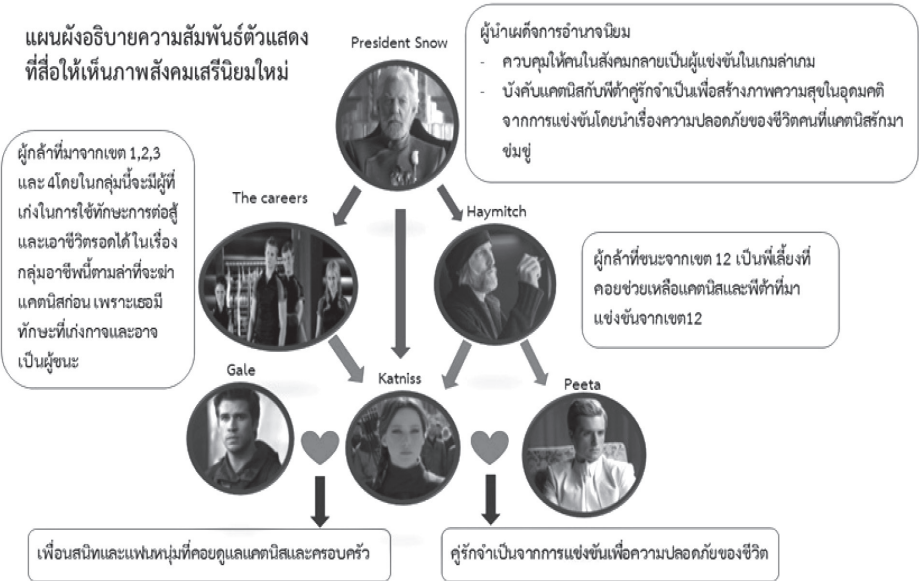 แผนผังอธิบายความสัมพันธ์ตัวแสดง
ที่สื่อให้เห็นภาพสังคมเสรีนิยมใหม่
President Snow
ผู้นำเผด็จการอำนาจนิยม
- ควบคุมให้คนในสังคมกลายเป็นผู้แข่งขันในเกมล่าเกม
- บังคับแคตนิสกับพีต้าคู่รักจำเป็นเพื่อสร้างภาพความสุขในอุดมคติ
จากการแข่งขันโดยนำเรื่องความปลอดภัยของชีวิตคนที่แคตนิสรักมา
ข่มขู่
ผู้กล้าที่มาจากเขต 1,2,3
และ 4โดยในกลุ่มนี้จะมีผู้ที่
เก่งในการใช้ทักษะการต่อสู้
และเอาชีวิตรอดได้ ในเรื่อง
กลุ่มอาชีพนี้ตามล่าที่จะฆ่า
แคตนิสก่อน เพราะเธอมี
ทักษะที่เก่งกาจและอาจ
เป็นผู้ชนะ
The careers
Haymitch
ผู้กล้าที่ชนะจากเขต 12 เป็นพี่เลี้ยงที่
คอยช่วยเหลือแคตนิสและพีต้าที่มา
แข่งขันจากเขต12
Gale
Katniss
Peeta
เพื่อนสนิทและแฟนหนุ่มที่คอยดูแลแคตนิสและครอบครัว
คู่รักจำเป็นจากการแข่งขันเพื่อความปลอดภัยของชีวิต